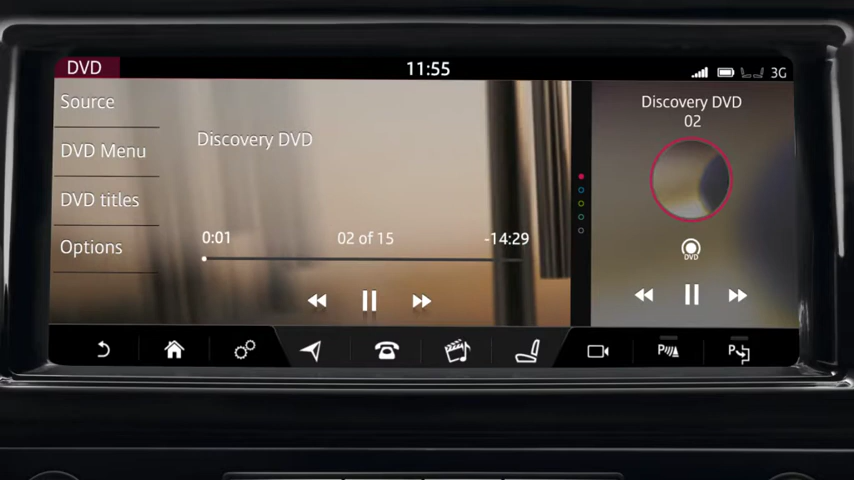 DVD
11:55
3G
Source
DVD Menu
DVD titles
Options
Discovery DVD
0:01
02 of 15
-14:29
Discovery DVD
02
DVD
P
P